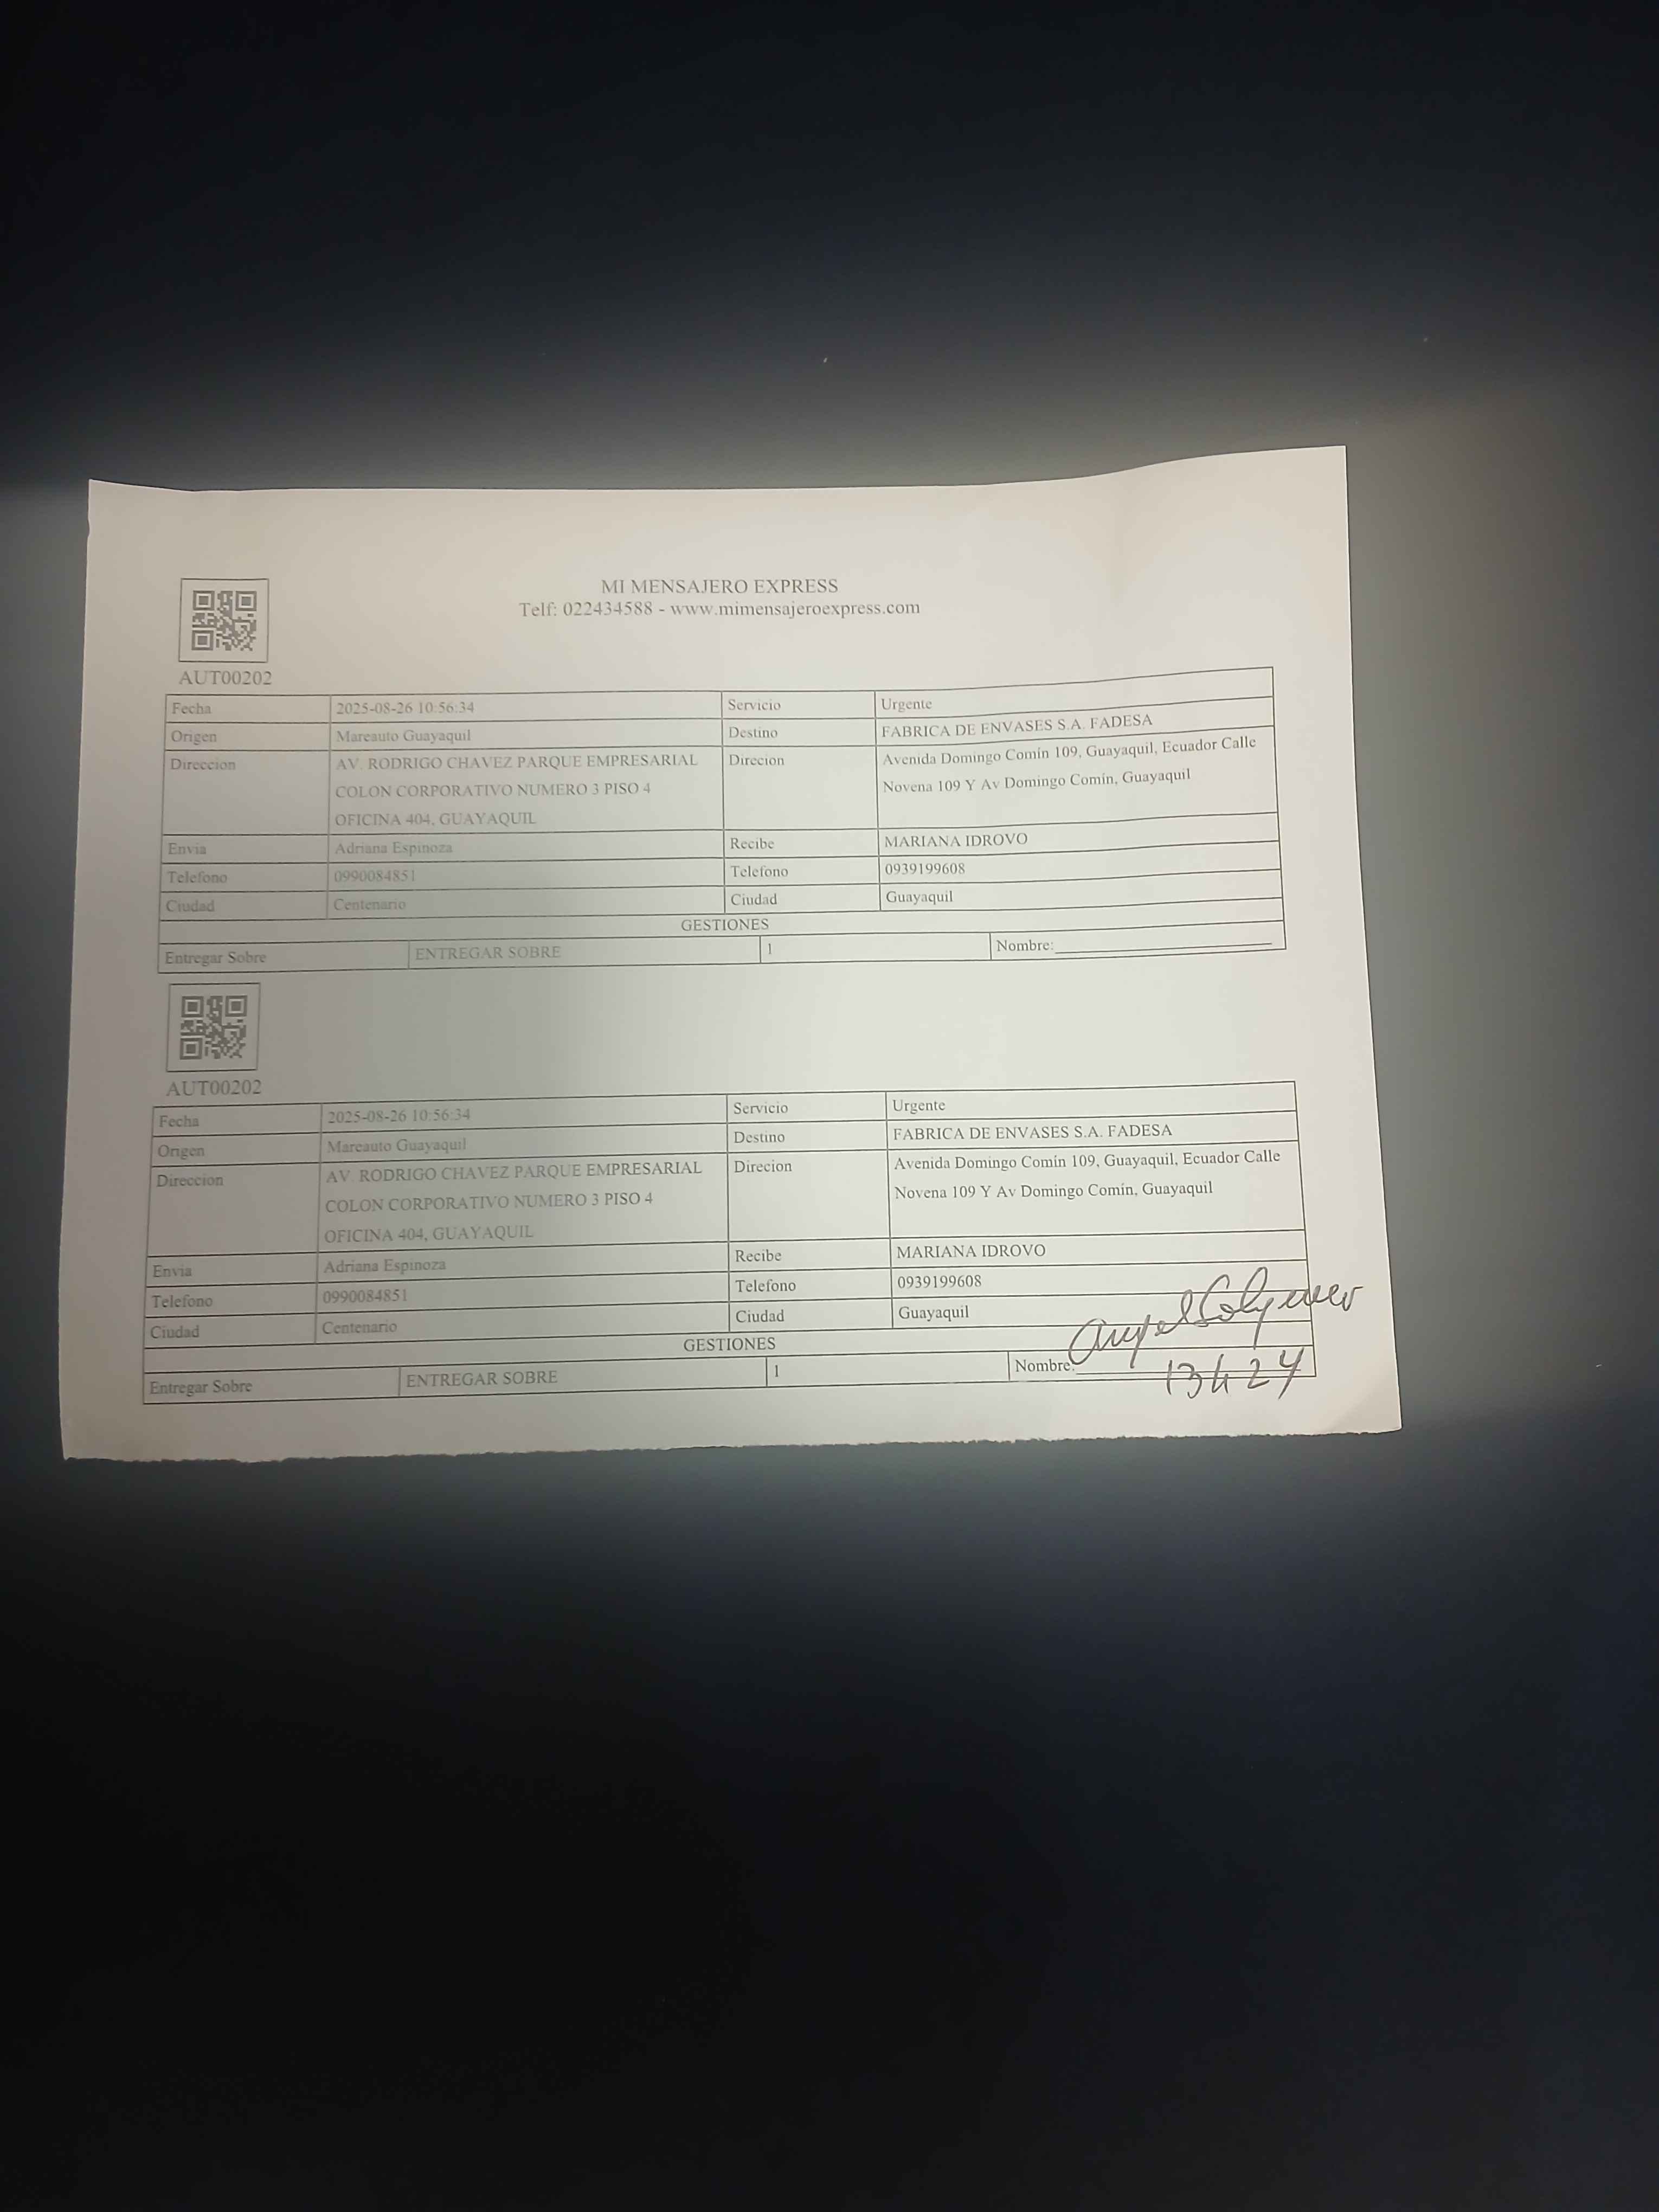 MI MENSAJERO EXPRESS
Telf: 022434588 - www.mimensajeroexpress.com
AUT00202
Fecha 2025-08-26 10:56:34 Servicio Urgente
Origen Mareauto Guayaquil Destino FABRICA DE ENVASES S.A. FADESA
Direccion AV. RODRIGO CHAVEZ PARQUE EMPRESARIAL Direcion Avenida Domingo Comín 109, Guayaquil, Ecuador Calle
COLON CORPORATIVO NUMERO 3 PISO 4 Novena 109 Y Av Domingo Comín, Guayaquil
OFICINA 404, GUAYAQUIL
Envia Adriana Espinoza Recibe MARIANA IDROVO
Telefono 0990084851 Telefono 0939199608
Ciudad Centenario Ciudad Guayaquil
GESTIONES
Entregar Sobre ENTREGAR SOBRE 1 Nombre:
AUT00202
Fecha 2025-08-26 10:56:34 Servicio Urgente
Origen Mareauto Guayaquil Destino FABRICA DE ENVASES S.A. FADESA
Direccion AV. RODRIGO CHAVEZ PARQUE EMPRESARIAL Direcion Avenida Domingo Comín 109, Guayaquil, Ecuador Calle
COLON CORPORATIVO NUMERO 3 PISO 4 Novena 109 Y Av Domingo Comín, Guayaquil
OFICINA 404, GUAYAQUIL
Envia Adriana Espinoza Recibe MARIANA IDROVO
Telefono 0990084851 Telefono 0939199608
Ciudad Centenario Ciudad Guayaquil
GESTIONES
Entregar Sobre ENTREGAR SOBRE 1 Nombre: Angel
13h24